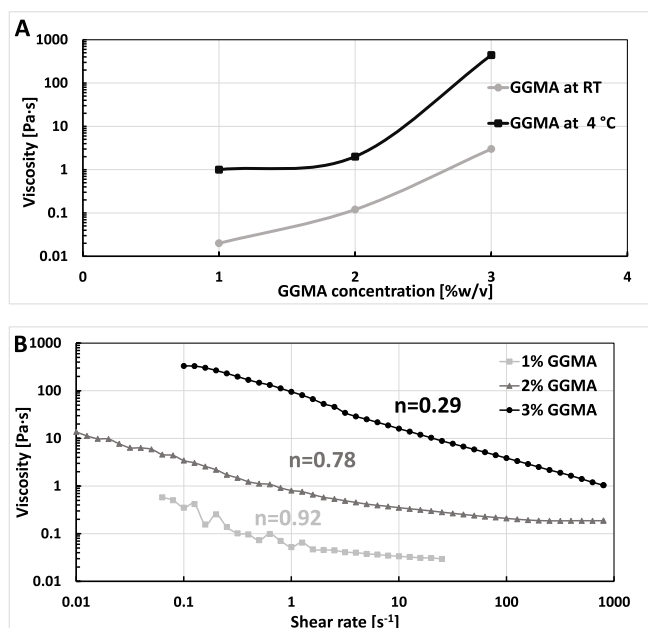 A
1000
100
10
1
0.1
0.01
Viscosity [Pa·s]
GGMA at RT
GGMA at 4 °C
0 1 2 3 4
GGMA concentration [%w/v]
B
1000
100
10
1
0.1
0.01
Viscosity [Pa·s]
1% GGMA
2% GGMA
3% GGMA
n=0.29
n=0.78
n=0.92
0.01 0.1 1 10 100 1000
Shear rate [s⁻¹]